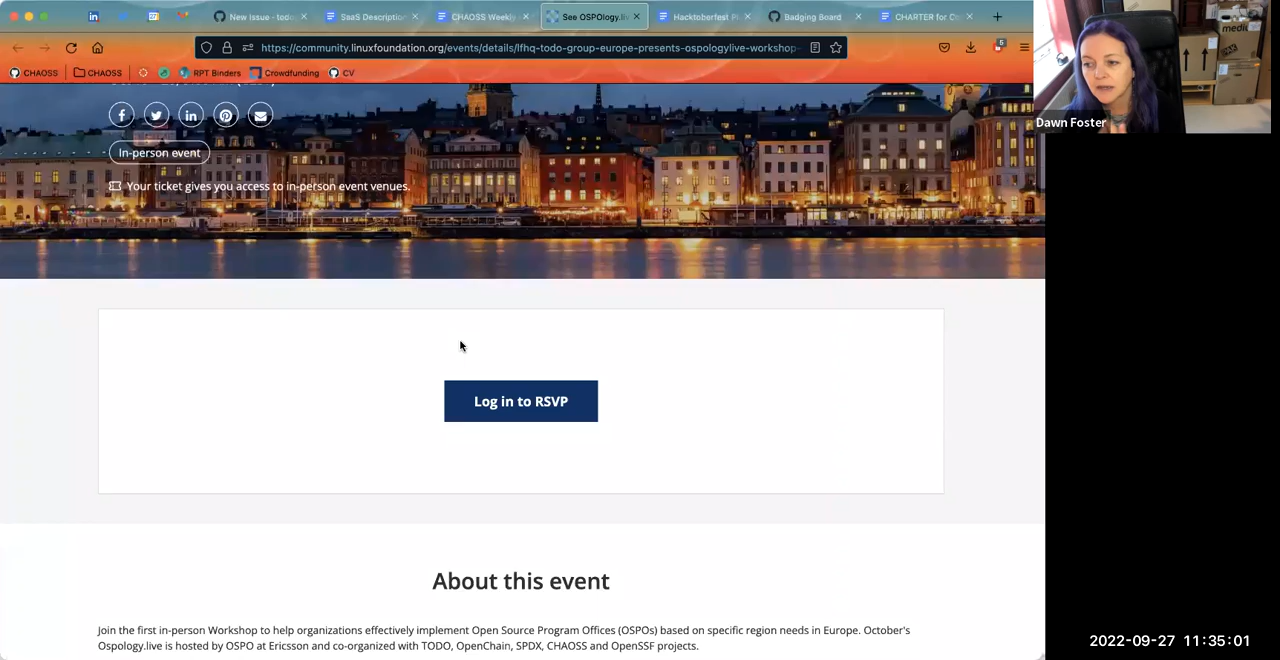 New Issue · todo
SaaS Description
CHAOSS Weekly
See OSPOlogy.liv
Hacktoberfest Pl
Badging Board
CHARTER for C
https://community.linuxfoundation.org/events/details/lfhq-todo-group-europe-presents-ospologylive-workshop-
CHAOSS
CHAOSS
RPT Binders
Crowdfunding
CV
In-person event
Your ticket gives you access to in-person event venues.
Log in to RSVP
About this event
Join the first in-person Workshop to help organizations effectively implement Open Source Program Offices (OSPOs) based on specific region needs in Europe. October's
Ospology.live is hosted by OSPO at Ericsson and co-organized with TODO, OpenChain, SPDX, CHAOSS and OpenSSF projects.
Dawn Foster
2022-09-27 11:35:01